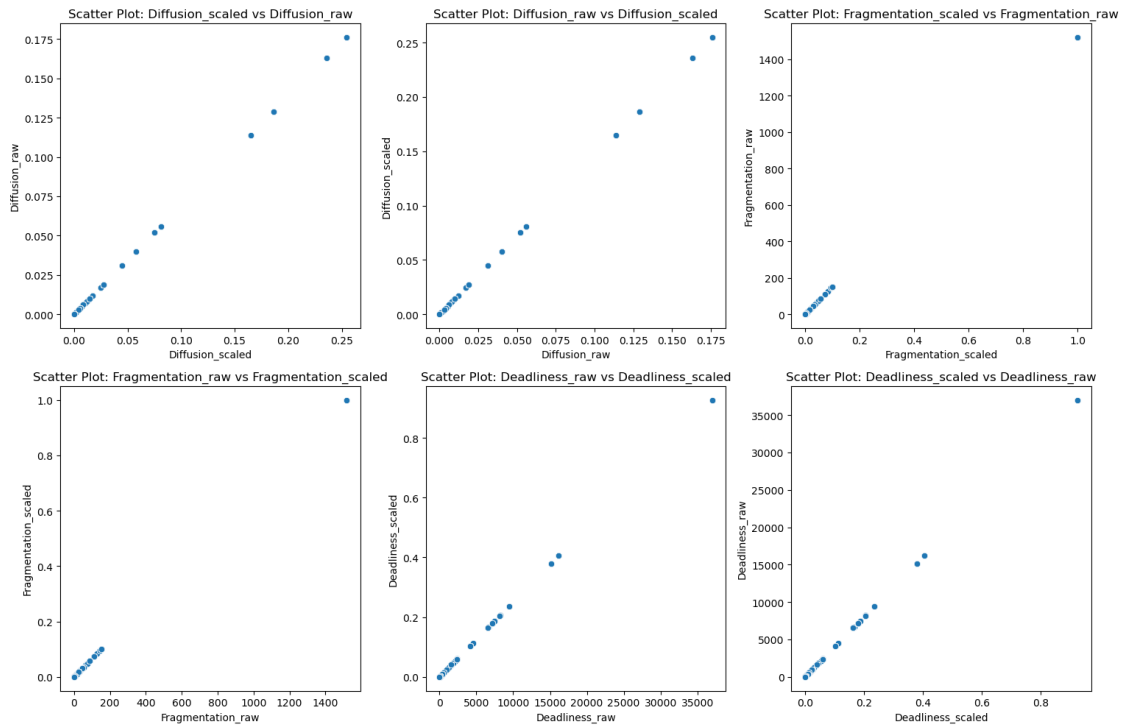 Scatter Plot: Diffusion_scaled vs Diffusion_raw
0.175
0.150
0.125
0.100
0.075
0.050
0.025
0.000
Diffusion_raw
0.00 0.05 0.10 0.15 0.20 0.25
Diffusion_scaled
Scatter Plot: Diffusion_raw vs Diffusion_scaled
0.25
0.20
0.15
0.10
0.05
0.00
Diffusion_scaled
0.000 0.025 0.050 0.075 0.100 0.125 0.150 0.175
Diffusion_raw
Scatter Plot: Fragmentation_scaled vs Fragmentation_raw
1400
1200
1000
800
600
400
200
0
Fragmentation_raw
0.0 0.2 0.4 0.6 0.8 1.0
Fragmentation_scaled
Scatter Plot: Fragmentation_raw vs Fragmentation_scaled
1.0
0.8
0.6
0.4
0.2
0.0
Fragmentation_scaled
0 200 400 600 800 1000 1200 1400
Fragmentation_raw
Scatter Plot: Deadliness_raw vs Deadliness_scaled
0.8
0.6
0.4
0.2
0.0
Deadliness_scaled
0 5000 10000 15000 20000 25000 30000 35000
Deadliness_raw
Scatter Plot: Deadliness_scaled vs Deadliness_raw
35000
30000
25000
20000
15000
10000
5000
0
Deadliness_raw
0.0 0.2 0.4 0.6 0.8
Deadliness_scaled